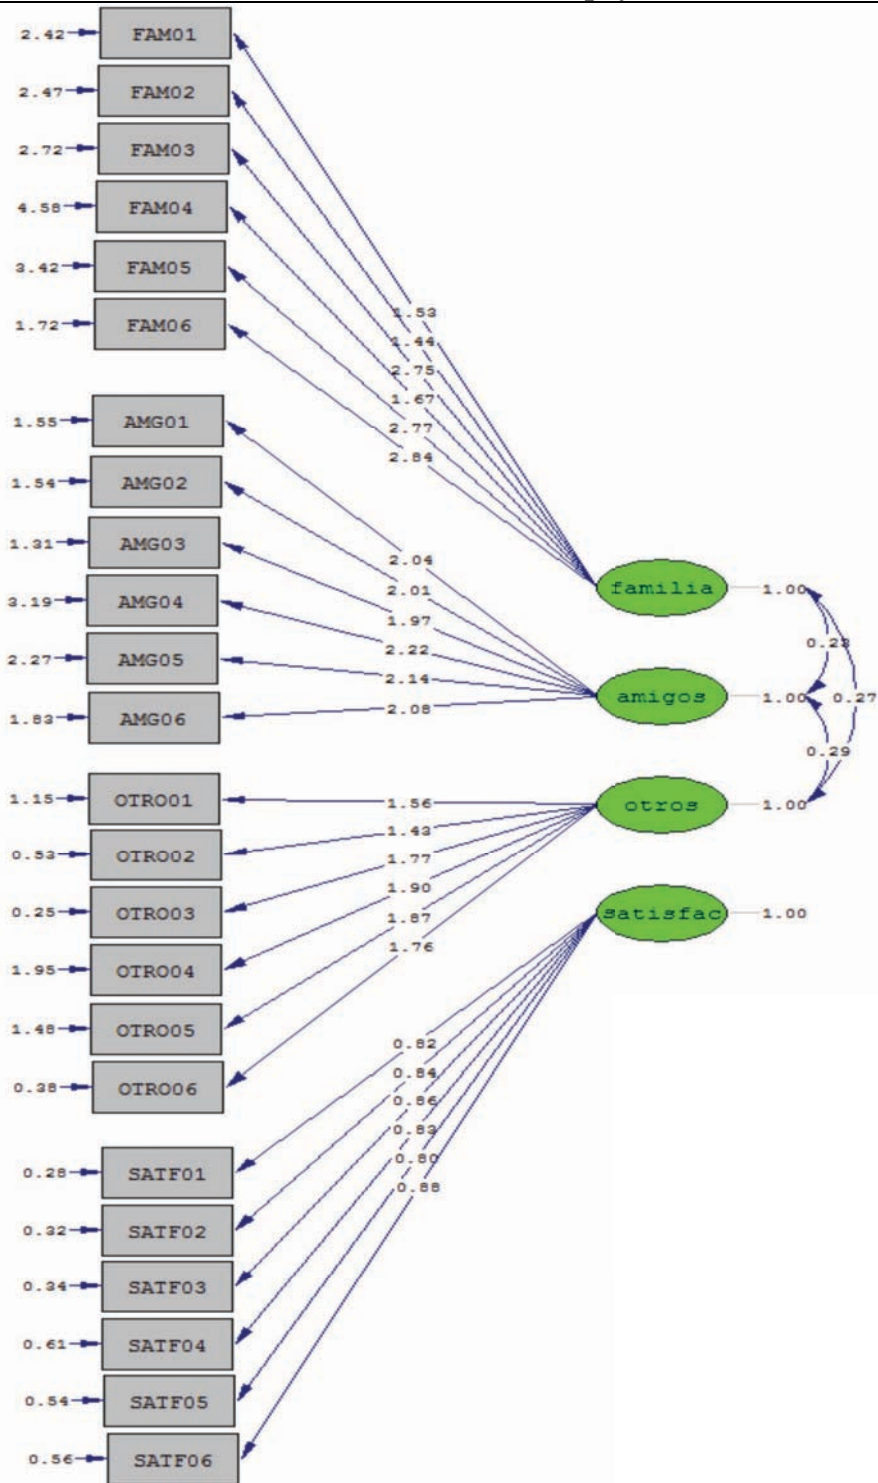 2.42 FAM01
2.47 FAM02
2.72 FAM03
4.58 FAM04
3.42 FAM05
1.72 FAM06
1.53
1.44
2.75
1.67
2.77
2.84
1.55 AMG01
1.54 AMG02
1.31 AMG03
3.19 AMG04
2.27 AMG05
1.83 AMG06
2.04
2.01
1.97
2.22
2.14
2.08
familia 1.00
0.23
amigos 1.00
0.27
0.29
otros 1.00
satisfac 1.00
1.15 OTRO01
0.53 OTRO02
0.25 OTRO03
1.95 OTRO04
1.48 OTRO05
0.38 OTRO06
1.56
1.43
1.77
1.90
1.87
1.76
0.82
0.84
0.86
0.83
0.80
0.88
0.28 SATF01
0.32 SATF02
0.34 SATF03
0.61 SATF04
0.54 SATF05
0.56 SATF06